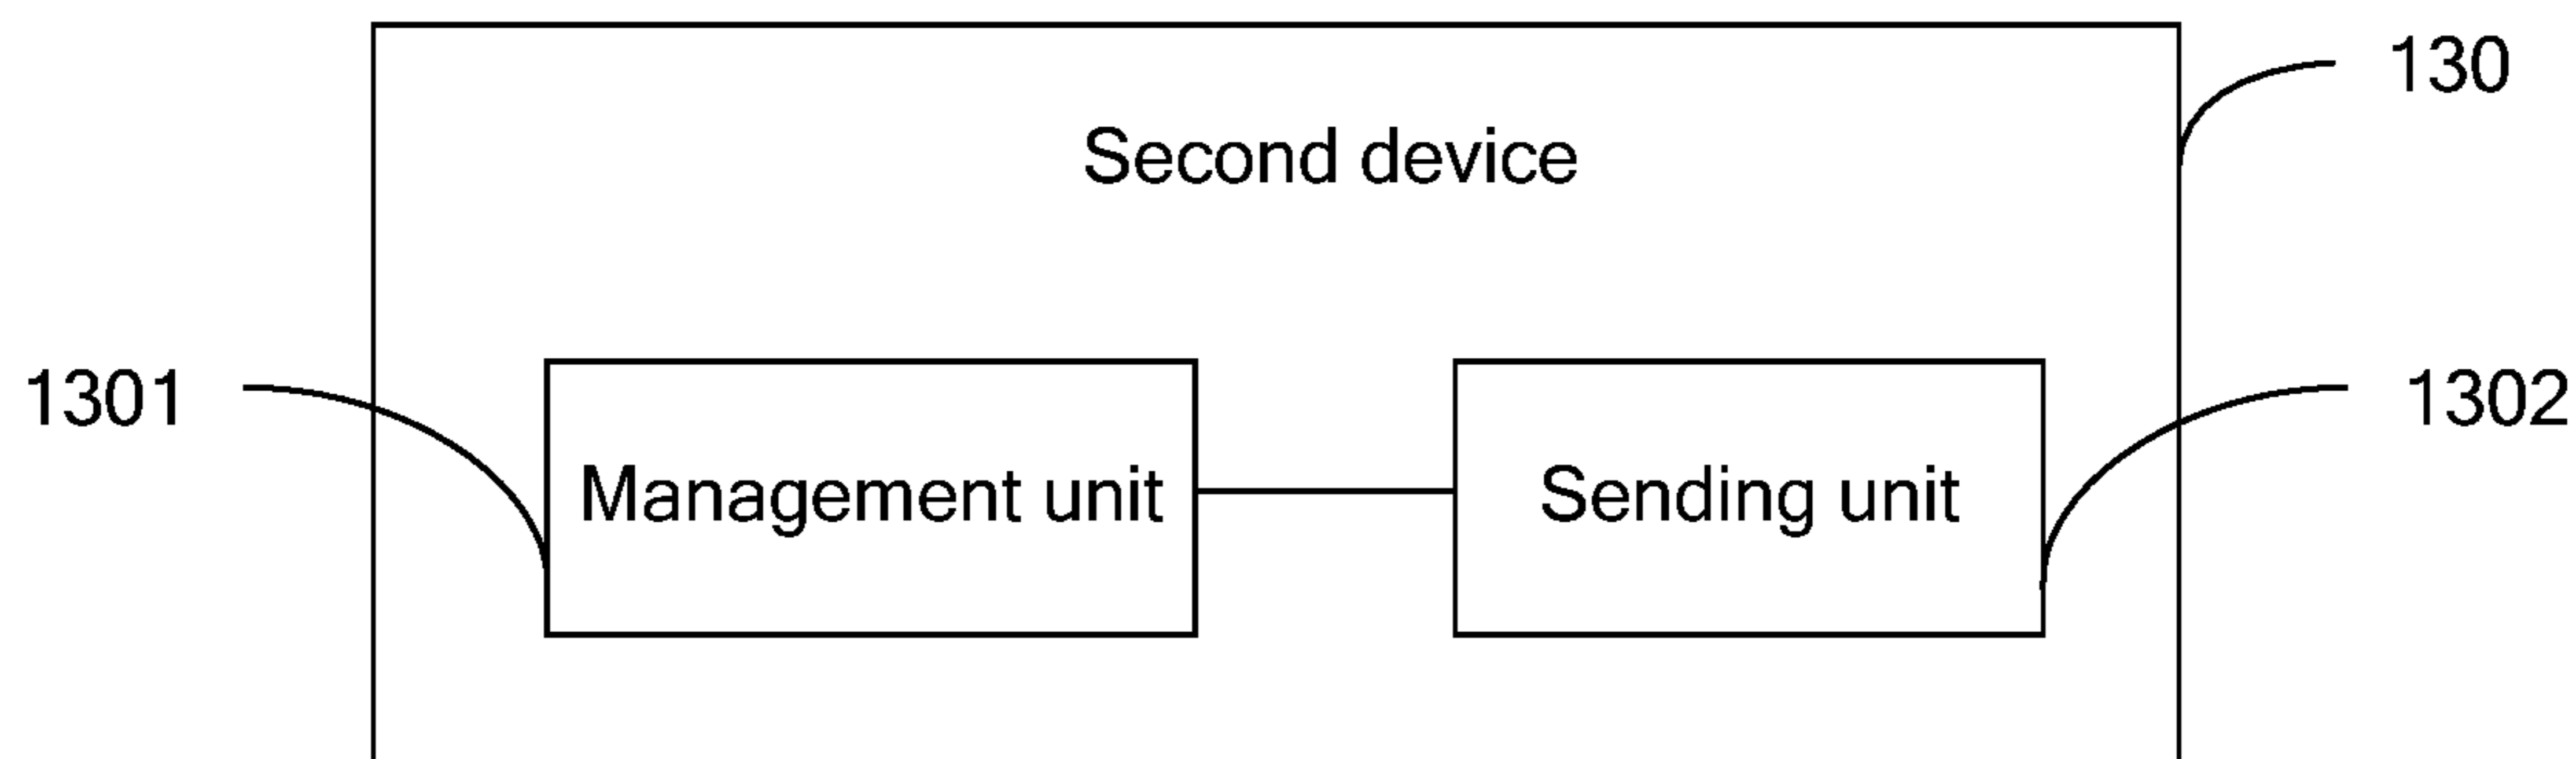 130
Second device
1301
1302
Management unit
Sending unit